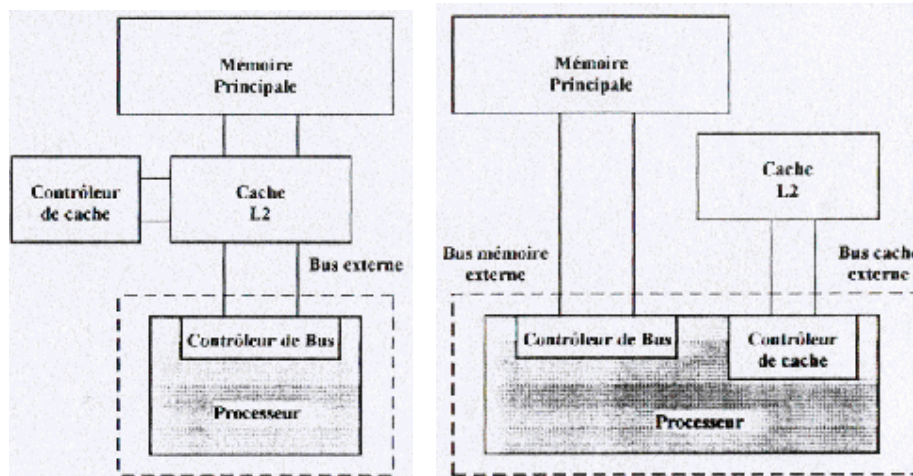 Mémoire
Principale
Contrôleur
de cache
Cache
L2
Bus externe
Contrôleur de Bus
Processeur
Mémoire
Principale
Cache
L2
Bus mémoire
externe
Bus cache
externe
Contrôleur de Bus
Contrôleur
de cache
Processeur